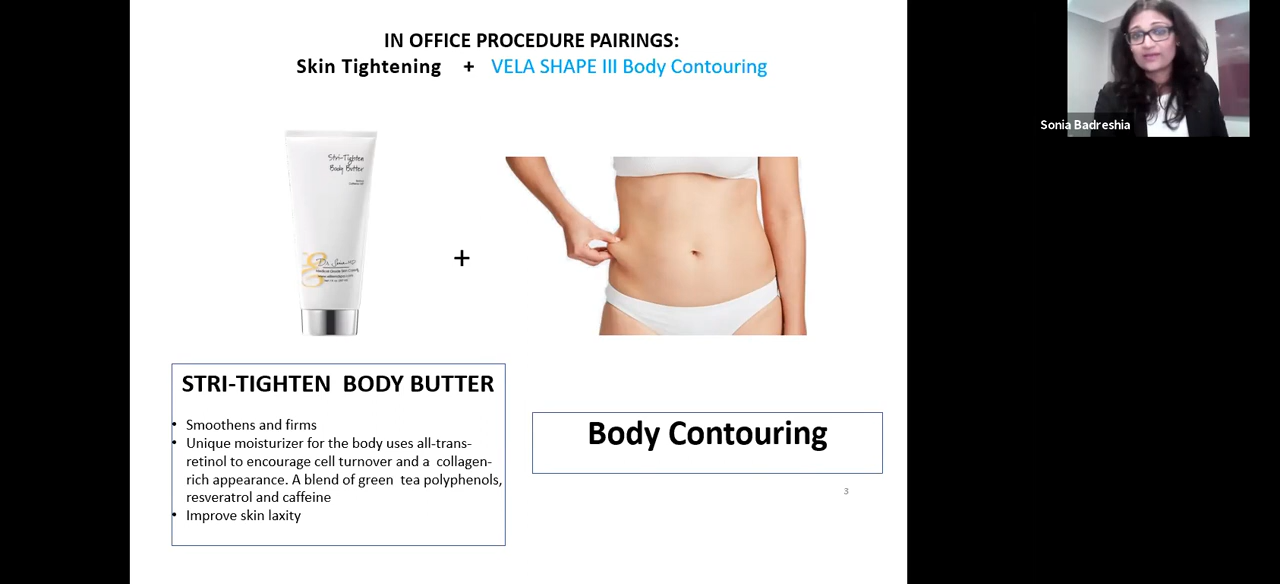 IN OFFICE PROCEDURE PAIRINGS:
Skin Tightening + VELA SHAPE III Body Contouring
Sonia Badreshia
Stri-Tighten
Body Butter
+
STRI-TIGHTEN BODY BUTTER
• Smoothens and firms
• Unique moisturizer for the body uses all-trans-
retinol to encourage cell turnover and a collagen-
rich appearance. A blend of green tea polyphenols,
resveratrol and caffeine
• Improve skin laxity
Body Contouring
3